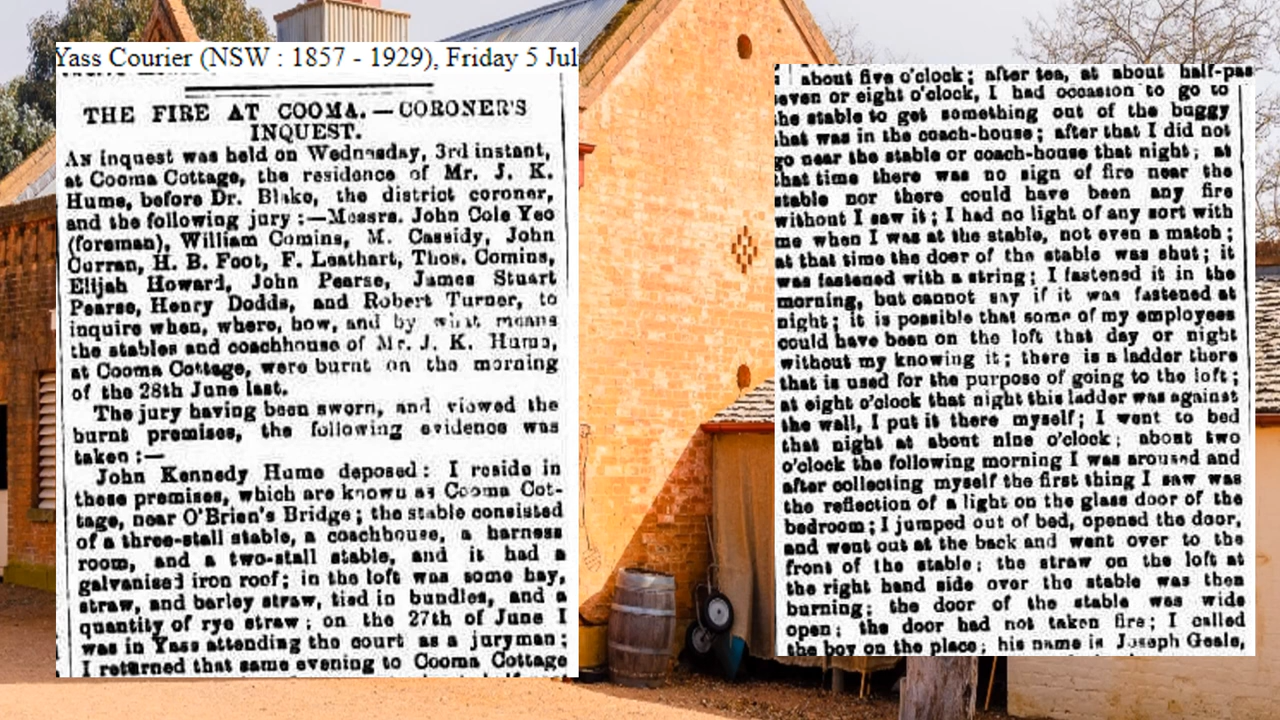 Yass Courier (NSW : 1857 - 1929), Friday 5 Jul
THE FIRE AT COOMA.—CORONER'S
INQUEST.
AN inquest was held on Wednesday, 3rd instant,
at Cooma Cottage, the residence of Mr. J. K.
Hume, before Dr. Blake, the district coroner,
and the following jury :—Messrs. John Cole Yeo
(foreman), William Comins, M. Cassidy, John
Curran, H. B. Foot, F. Leathart, Thos. Comins,
Elijah Howard, John Pearse, James Stuart
Pearse, Henry Dodds, and Robert Turner, to
inquire when, where, how, and by what means
the stables and coachhouse of Mr. J. K. Hume,
at Cooma Cottage, were burnt on the morning
of the 28th June last.
The jury having been sworn, and viewed the
burnt premises, the following evidence was
taken :—
John Kennedy Hume deposed: I reside in
these premises, which are known as Cooma Cot-
tage, near O'Brien's Bridge; the stable consisted
of a three-stall stable, a coachhouse, a harness
room, and a two-stall stable, and it had a
galvanised iron roof; in the loft was some hay,
straw, and barley straw, tied in bundles, and a
quantity of rye straw; on the 27th of June I
was in Yass attending the court as a juryman;
I returned that same evening to Cooma Cottage
about five o'clock; after tea, at about half-pas
even or eight o'clock, I had occasion to go to
he stable to get something out of the buggy
hat was in the coach-house; after that I did not
go near the stable or coach-house that night; at
that time there was no sign of fire near the
stable nor there could have been any fire
without I saw it; I had no light of any sort with
me when I was at the stable, not even a match;
at that time the door of the stable was shut; it
was fastened with a string; I fastened it in the
morning, but cannot say if it was fastened at
night; it is possible that some of my employees
could have been on the loft that day or night
without my knowing it; there is a ladder there
that is used for the purpose of going to the loft;
at eight o'clock that night this ladder was against
the wall, I put it there myself; I went to bed
that night at about nine o'clock; about two
o'clock the following morning I was aroused and
after collecting myself the first thing I saw was
the reflection of a light on the glass door of the
bedroom; I jumped out of bed, opened the door,
and went out at the back and went over to the
front of the stable; the straw on the loft at
the right hand side over the stable was then
burning; the door of the stable was wide
open; the door had not taken fire; I called
the boy on the place; his name is Joseph Geale,